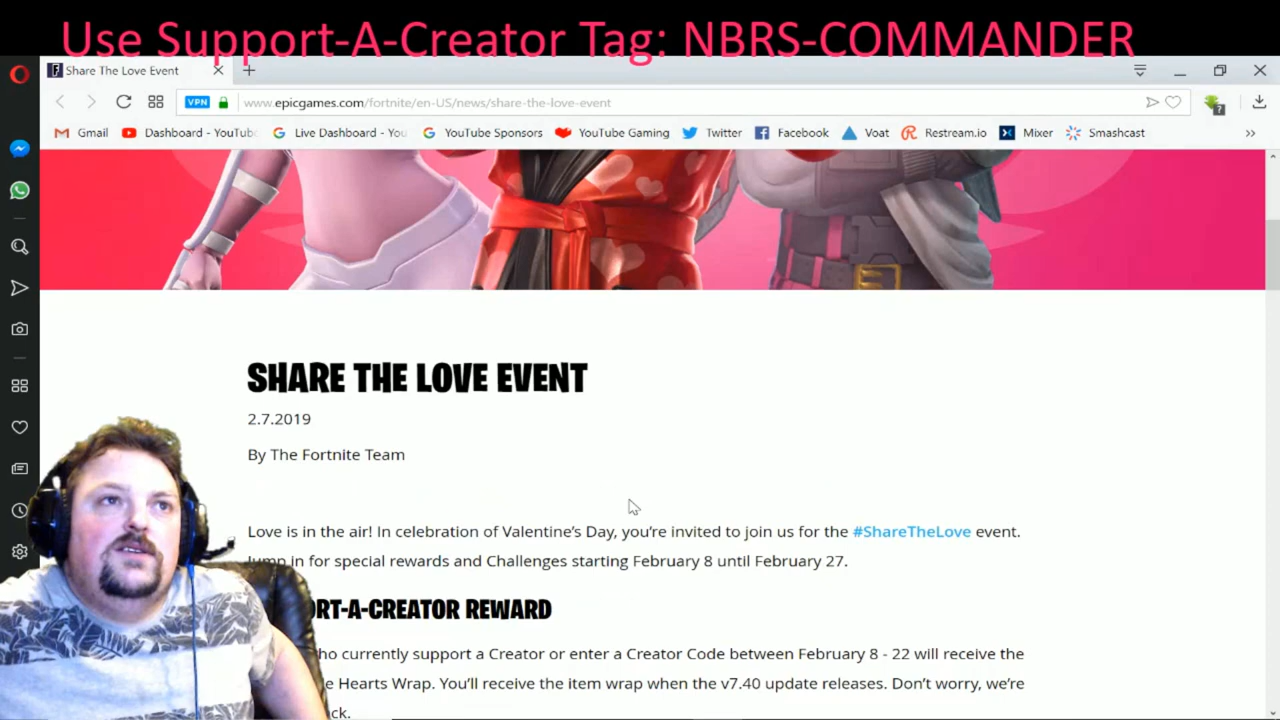 Use Support-A-Creator Tag: NBRS-COMMANDER
Share The Love Event
VPN www.epicgames.com/fortnite/en-US/news/share-the-love-event
Gmail Dashboard - YouTub Live Dashboard - You YouTube Sponsors YouTube Gaming Twitter Facebook Voat Restream.io Mixer Smashcast
SHARE THE LOVE EVENT
2.7.2019
By The Fortnite Team
Love is in the air! In celebration of Valentine's Day, you're invited to join us for the #ShareTheLove event.
Jump in for special rewards and Challenges starting February 8 until February 27.
RT-A-CREATOR REWARD
ho currently support a Creator or enter a Creator Code between February 8 - 22 will receive the
e Hearts Wrap. You'll receive the item wrap when the v7.40 update releases. Don't worry, we're
ck.